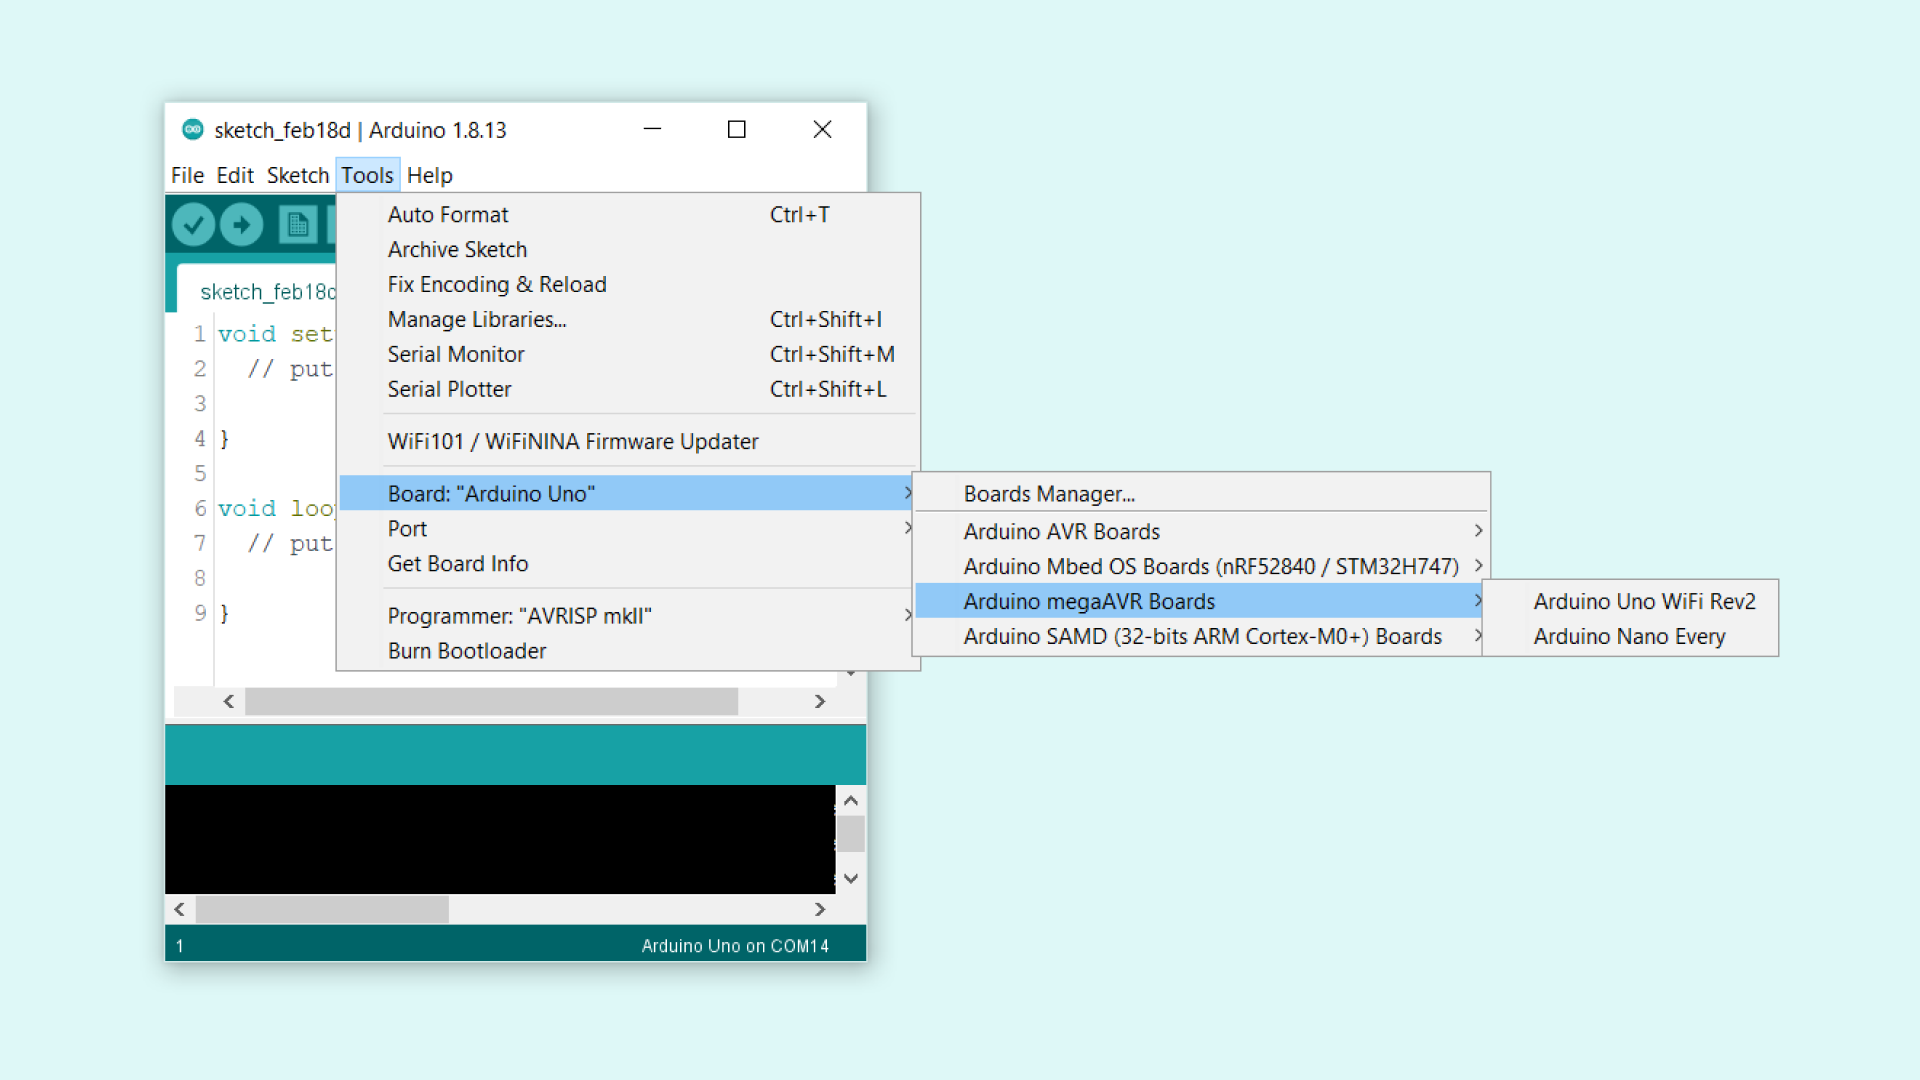 sketch_feb18d | Arduino 1.8.13
File Edit Sketch Tools Help
Auto Format Ctrl+T
Archive Sketch
Fix Encoding & Reload
Manage Libraries... Ctrl+Shift+I
Serial Monitor Ctrl+Shift+M
Serial Plotter Ctrl+Shift+L
WiFi101 / WiFiNINA Firmware Updater
Board: "Arduino Uno"
Port
Get Board Info
Programmer: "AVRISP mkII"
Burn Bootloader
Boards Manager...
Arduino AVR Boards
Arduino Mbed OS Boards (nRF52840 / STM32H747)
Arduino megaAVR Boards
Arduino SAMD (32-bits ARM Cortex-M0+) Boards
Arduino Uno WiFi Rev2
Arduino Nano Every
sketch_feb18d
1 void set
2 // put
3
4 }
5
6 void loo
7 // put
8
9 }
1 Arduino Uno on COM14